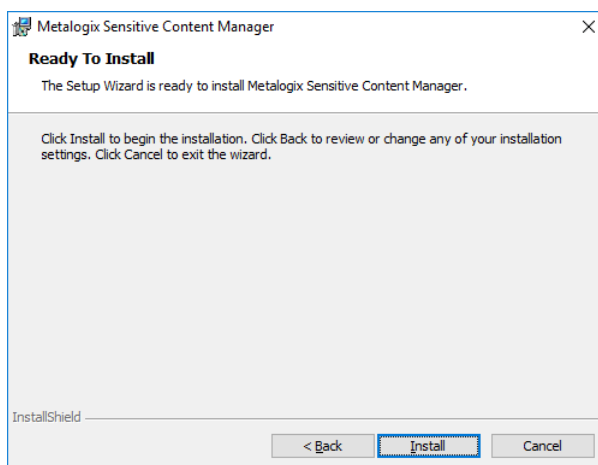 Metalogix Sensitive Content Manager
Ready To Install
The Setup Wizard is ready to install Metalogix Sensitive Content Manager.
Click Install to begin the installation. Click Back to review or change any of your installation
settings. Click Cancel to exit the wizard.
InstallShield
< Back
Install
Cancel